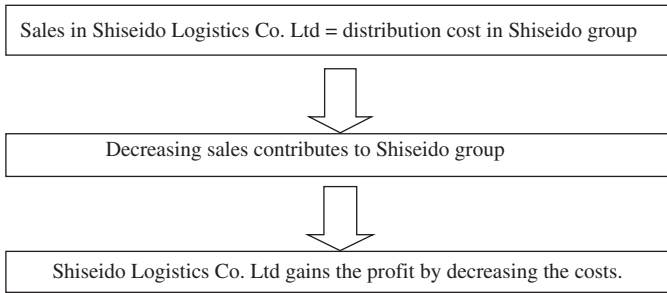 Sales in Shiseido Logistics Co. Ltd = distribution cost in Shiseido group
Decreasing sales contributes to Shiseido group
Shiseido Logistics Co. Ltd gains the profit by decreasing the costs.